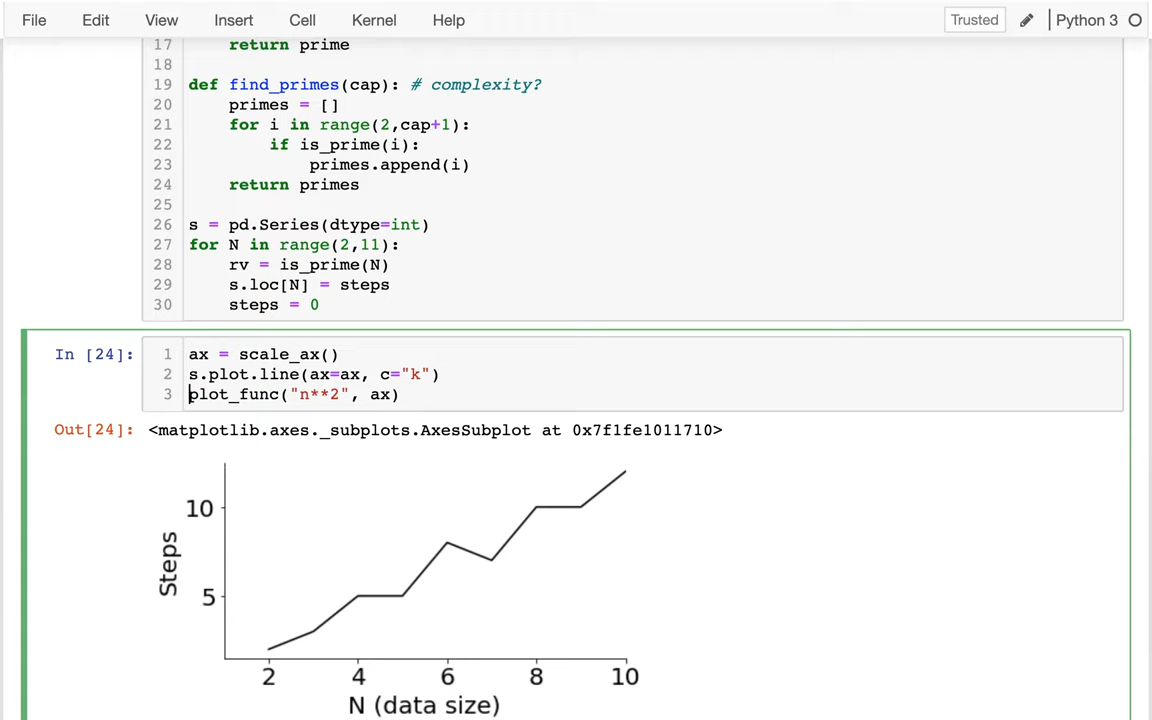 File Edit View Insert Cell Kernel Help Trusted Python 3
17 return prime
18
19 def find_primes(cap): # complexity?
20 primes = []
21 for i in range(2,cap+1):
22 if is_prime(i):
23 primes.append(i)
24 return primes
25
26 s = pd.Series(dtype=int)
27 for N in range(2,11):
28 rv = is_prime(N)
29 s.loc[N] = steps
30 steps = 0
In [24]: 1 ax = scale_ax()
2 s.plot.line(ax=ax, c="k")
3 plot_func("n**2", ax)
Out[24]: <matplotlib.axes._subplots.AxesSubplot at 0x7f1fe1011710>
10
Steps
5
2 4 6 8 10
N (data size)